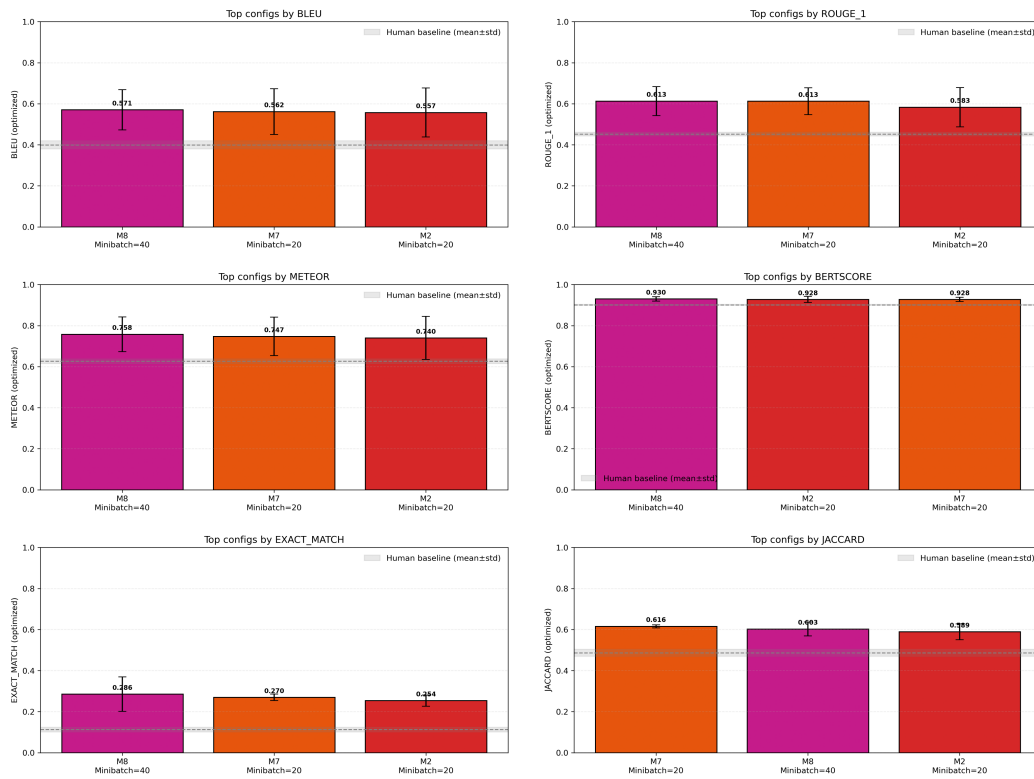 Top configs by BLEU
1.0
0.8
0.6
0.4
0.2
0.0
BLEU (optimized)
Human baseline (mean±std)
0.571
0.562
0.557
M8
Minibatch=40
M7
Minibatch=20
M2
Minibatch=20
Top configs by ROUGE_1
1.0
0.8
0.6
0.4
0.2
0.0
ROUGE_1 (optimized)
Human baseline (mean±std)
0.613
0.613
0.583
M8
Minibatch=40
M7
Minibatch=20
M2
Minibatch=20
Top configs by METEOR
1.0
0.8
0.6
0.4
0.2
0.0
METEOR (optimized)
Human baseline (mean±std)
0.758
0.747
0.740
M8
Minibatch=40
M7
Minibatch=20
M2
Minibatch=20
Top configs by BERTSCORE
1.0
0.8
0.6
0.4
0.2
0.0
BERTSCORE (optimized)
0.930
0.928
0.928
Human baseline (mean±std)
M8
Minibatch=40
M2
Minibatch=20
M7
Minibatch=20
Top configs by EXACT_MATCH
1.0
0.8
0.6
0.4
0.2
0.0
EXACT_MATCH (optimized)
Human baseline (mean±std)
0.286
0.270
0.254
M8
Minibatch=40
M7
Minibatch=20
M2
Minibatch=20
Top configs by JACCARD
1.0
0.8
0.6
0.4
0.2
0.0
JACCARD (optimized)
Human baseline (mean±std)
0.616
0.603
0.589
M7
Minibatch=20
M8
Minibatch=40
M2
Minibatch=20